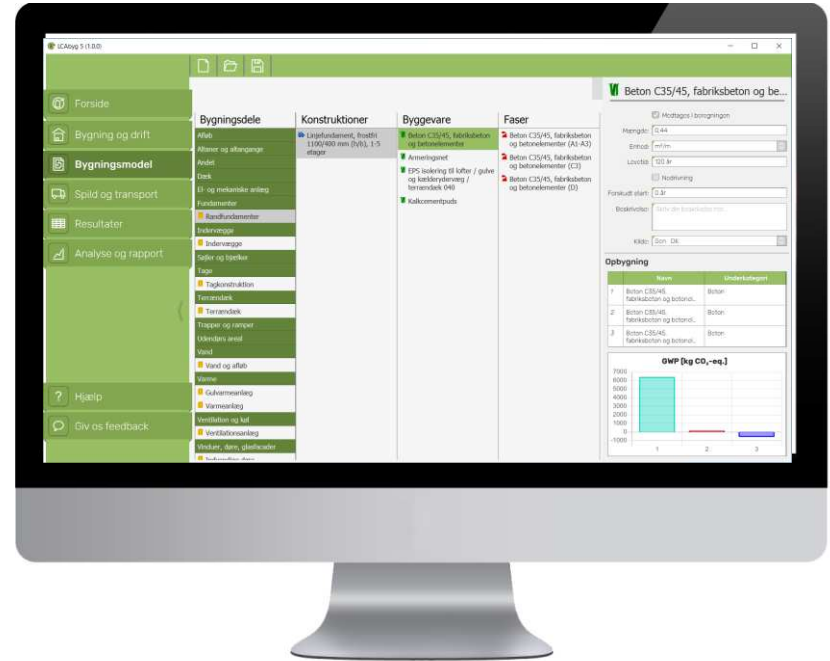 LCAbyg 5 (1.0.0)
Forside
Bygning og drift
Bygningsmodel
Spild og transport
Resultater
Analyse og rapport
Hjælp
Giv os feedback
Bygningsdele
Afløb
Altaner og altangange
Andet
Dæk
El- og mekaniske anlæg
Fundamenter
Randfundamenter
Indervægge
Indervægge
Søjler og bjælker
Tage
Tagkonstruktion
Terrændæk
Terrændæk
Trapper og ramper
Udendørs areal
Vand
Vand og afløb
Varme
Gulvarmeanlæg
Varmeanlæg
Ventilation og køl
Ventilationsanlæg
Vinduer, døre, glasfacader
Konstruktioner
Linjefundament, frostfri
1100/400 mm (h/b), 1-5
etager
Byggevare
Beton C35/45, fabriksbeton
og betonelementer
Armeringsnet
EPS isolering til lofter / gulve
og kælderydervæg /
terrændæk 040
Kalkcementpuds
Faser
Beton C35/45, fabriksbeton
og betonelementer (A1-A3)
Beton C35/45, fabriksbeton
og betonelementer (C3)
Beton C35/45, fabriksbeton
og betonelementer (D)
Beton C35/45, fabriksbeton og be...
Medtages i beregningen
Mængde: 0,44
Enhed: m³/m
Levetid: 120 år
Nedrivning
Forskudt start: 0 år
Beskrivelse:
Kilde: Gen_DK
Opbygning
Navn Underkategori
1 Beton C35/45, Beton
fabriksbeton og betonel..
2 Beton C35/45, Beton
fabriksbeton og betonel..
3 Beton C35/45, Beton
fabriksbeton og betonel..
GWP [kg CO₂-eq.]
7000
6000
5000
4000
3000
2000
1000
0
-1000
1 2 3